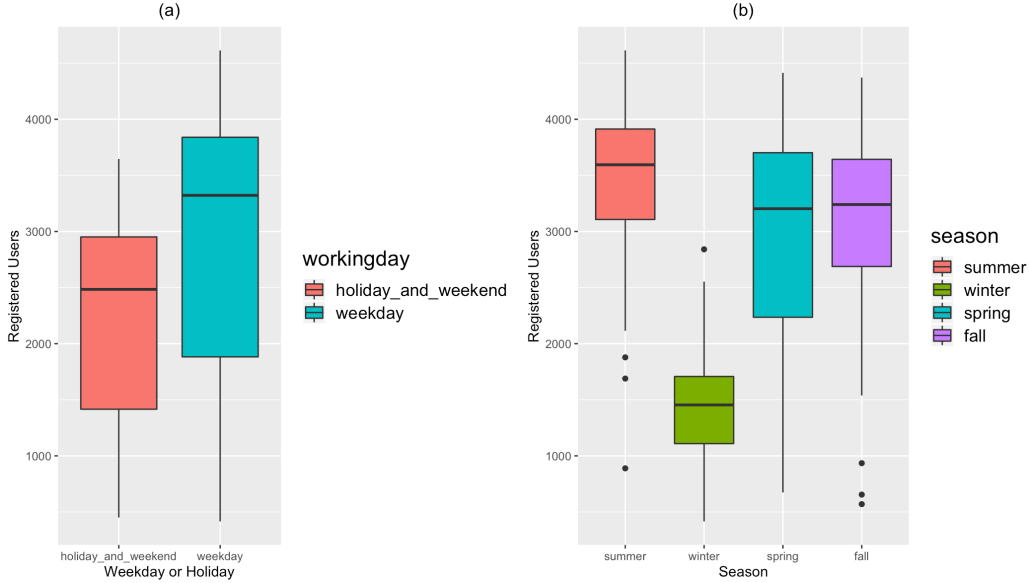 (a)
Registered Users
4000
3000
2000
1000
holiday_and_weekend
weekday
Weekday or Holiday
workingday
holiday_and_weekend
weekday
(b)
Registered Users
4000
3000
2000
1000
summer
winter
spring
fall
Season
season
summer
winter
spring
fall